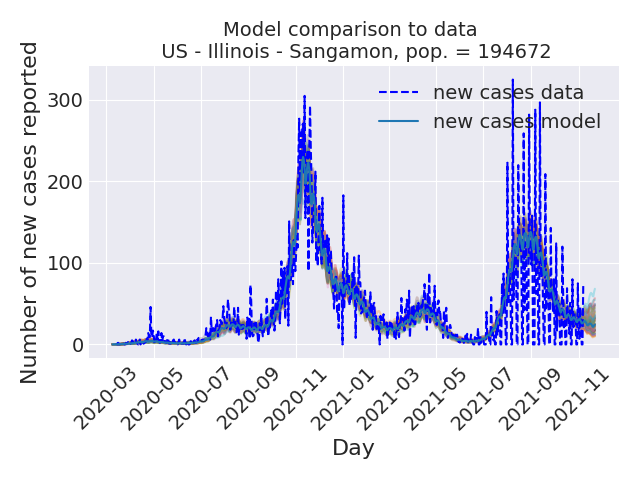 Model comparison to data
US - Illinois - Sangamon, pop. = 194672
Number of new cases reported
300
200
100
0
new cases data
new cases model
2020-03
2020-05
2020-07
2020-09
2020-11
2021-01
2021-03
2021-05
2021-07
2021-09
2021-11
Day